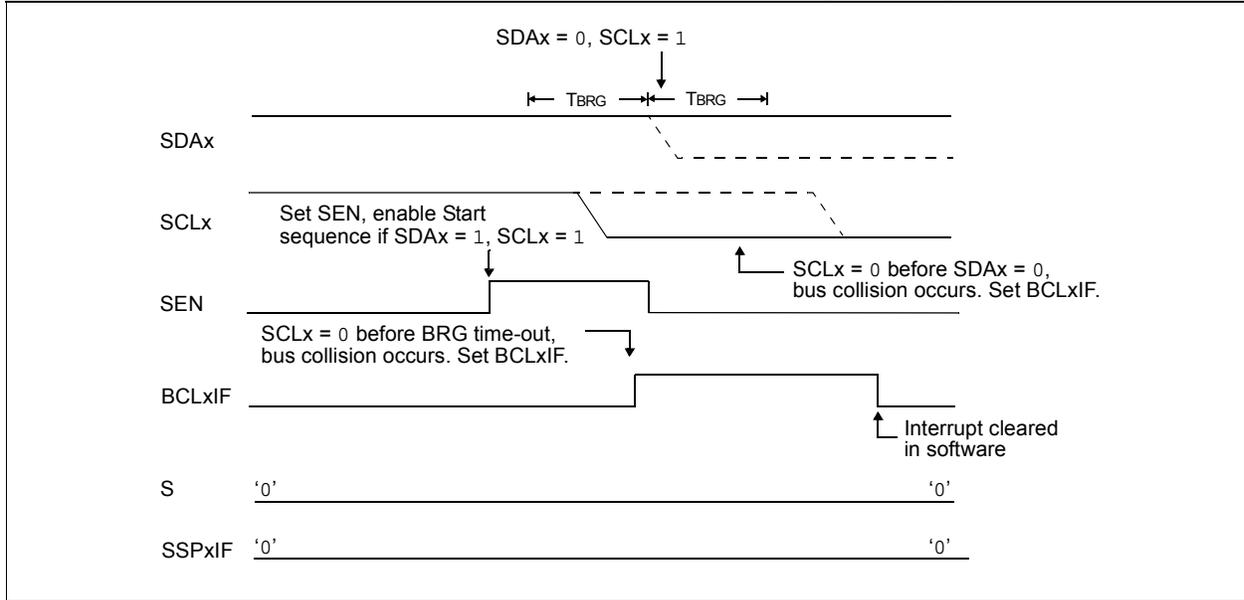 SDAx = 0, SCLx = 1
TBRG TBRG
SDAx
SCLx
Set SEN, enable Start
sequence if SDAx = 1, SCLx = 1
SCLx = 0 before SDAx = 0,
bus collision occurs. Set BCLxIF.
SEN
SCLx = 0 before BRG time-out,
bus collision occurs. Set BCLxIF.
BCLxIF
Interrupt cleared
in software
S ‘0’ ‘0’
SSPxIF ‘0’ ‘0’